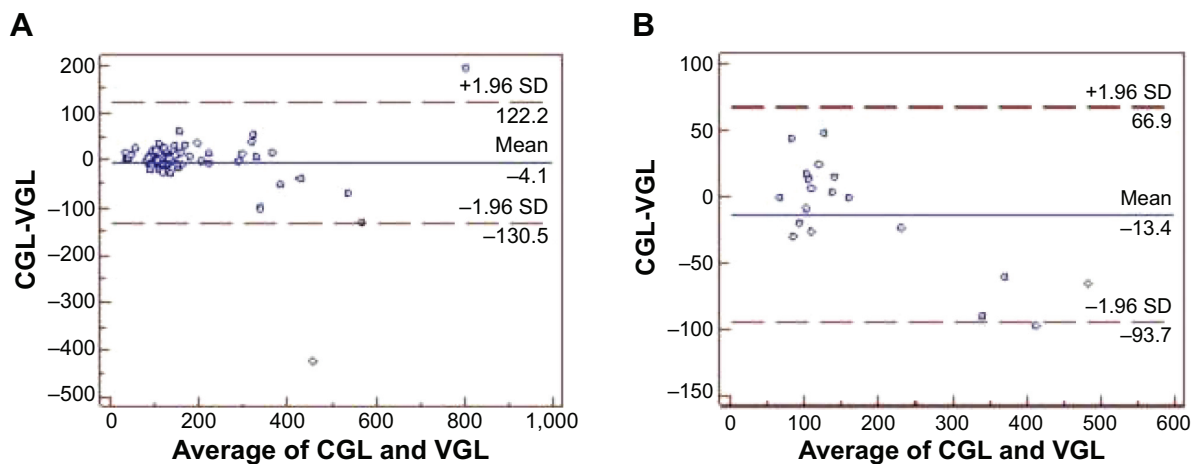 A
CGL-VGL
200
100
0
–100
–200
–300
–400
–500
+1.96 SD
122.2
Mean
–4.1
–1.96 SD
–130.5
0
200
400
600
800
1,000
Average of CGL and VGL
B
CGL-VGL
100
50
0
–50
–100
–150
+1.96 SD
66.9
Mean
–13.4
–1.96 SD
–93.7
0
100
200
300
400
500
600
Average of CGL and VGL